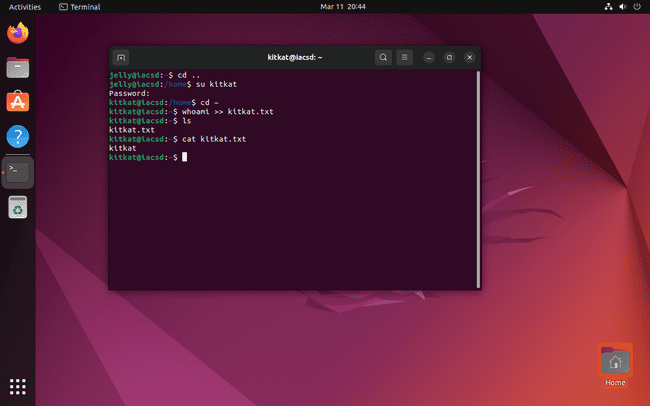 Activities
Terminal
Mar 11 20:44
kitkat@iacsd: ~
jelly@iacsd:~$ cd ..
jelly@iacsd:/home$ su kitkat
Password:
kitkat@iacsd:/home$ cd ~
kitkat@iacsd:~$ whoami >> kitkat.txt
kitkat@iacsd:~$ ls
kitkat.txt
kitkat@iacsd:~$ cat kitkat.txt
kitkat
kitkat@iacsd:~$
Home